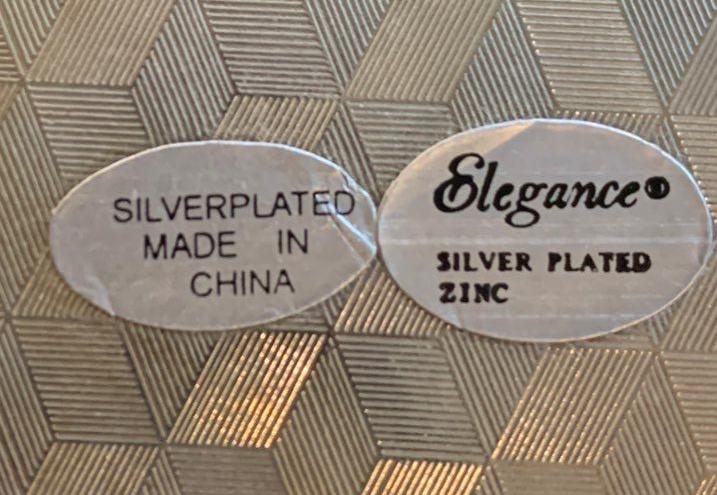 SILVERPLATED
MADE IN
CHINA
Elegance®
SILVER PLATED
ZINC